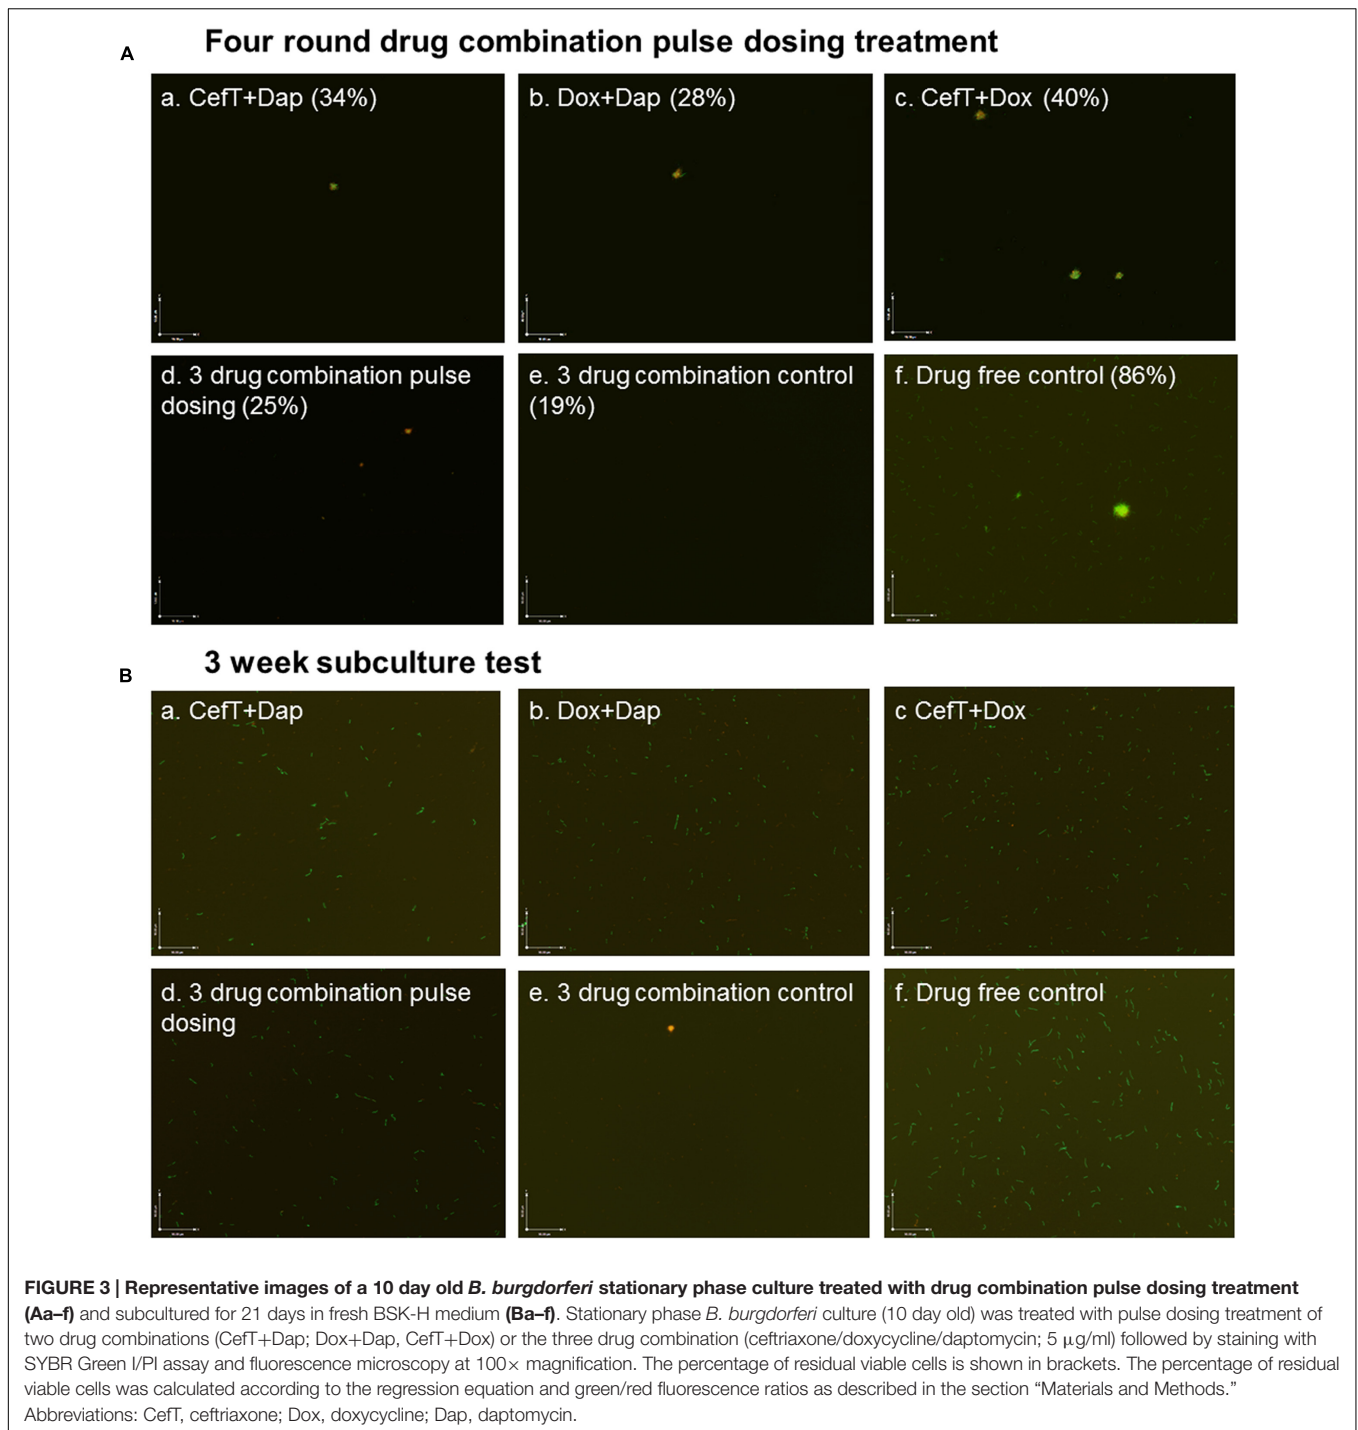 A
Four round drug combination pulse dosing treatment
a. CefT+Dap (34%)
b. Dox+Dap (28%)
c. CefT+Dox (40%)
d. 3 drug combination pulse
dosing (25%)
e. 3 drug combination control
(19%)
f. Drug free control (86%)
B
3 week subculture test
a. CefT+Dap
b. Dox+Dap
c CefT+Dox
d. 3 drug combination pulse
dosing
e. 3 drug combination control
f. Drug free control
FIGURE 3 | Representative images of a 10 day old B. burgdorferi stationary phase culture treated with drug combination pulse dosing treatment
(Aa–f) and subcultured for 21 days in fresh BSK-H medium (Ba–f). Stationary phase B. burgdorferi culture (10 day old) was treated with pulse dosing treatment of
two drug combinations (CefT+Dap; Dox+Dap, CefT+Dox) or the three drug combination (ceftriaxone/doxycycline/daptomycin; 5 μg/ml) followed by staining with
SYBR Green I/PI assay and fluorescence microscopy at 100× magnification. The percentage of residual viable cells is shown in brackets. The percentage of residual
viable cells was calculated according to the regression equation and green/red fluorescence ratios as described in the section “Materials and Methods.”
Abbreviations: CefT, ceftriaxone; Dox, doxycycline; Dap, daptomycin.